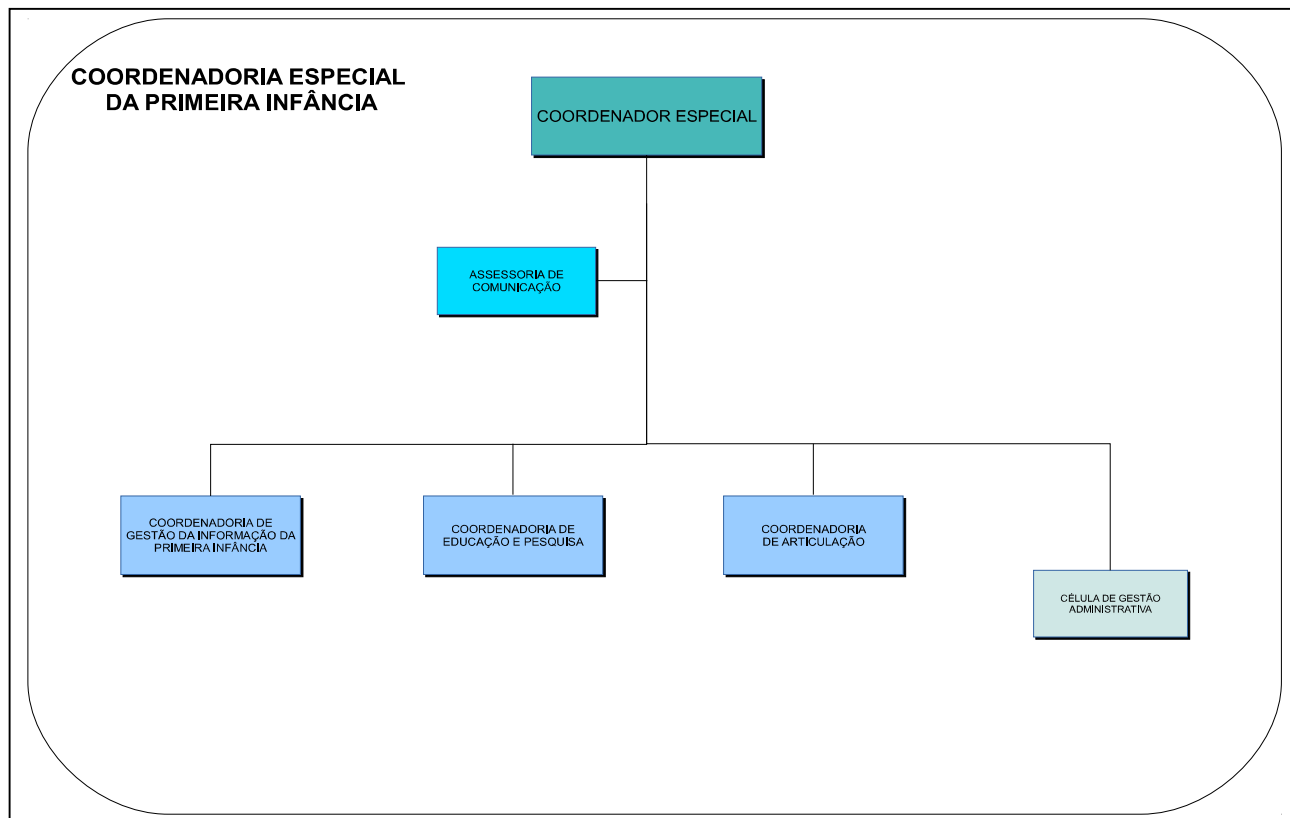 COORDENADORIA ESPECIAL
DA PRIMEIRA INFÂNCIA
COORDENADOR ESPECIAL
ASSESSORIA DE
COMUNICAÇÃO
COORDENADORIA DE
GESTÃO DA INFORMAÇÃO DA
PRIMEIRA INFÂNCIA
COORDENADORIA DE
EDUCAÇÃO E PESQUISA
COORDENADORIA
DE ARTICULAÇÃO
CÉLULA DE GESTÃO
ADMINISTRATIVA